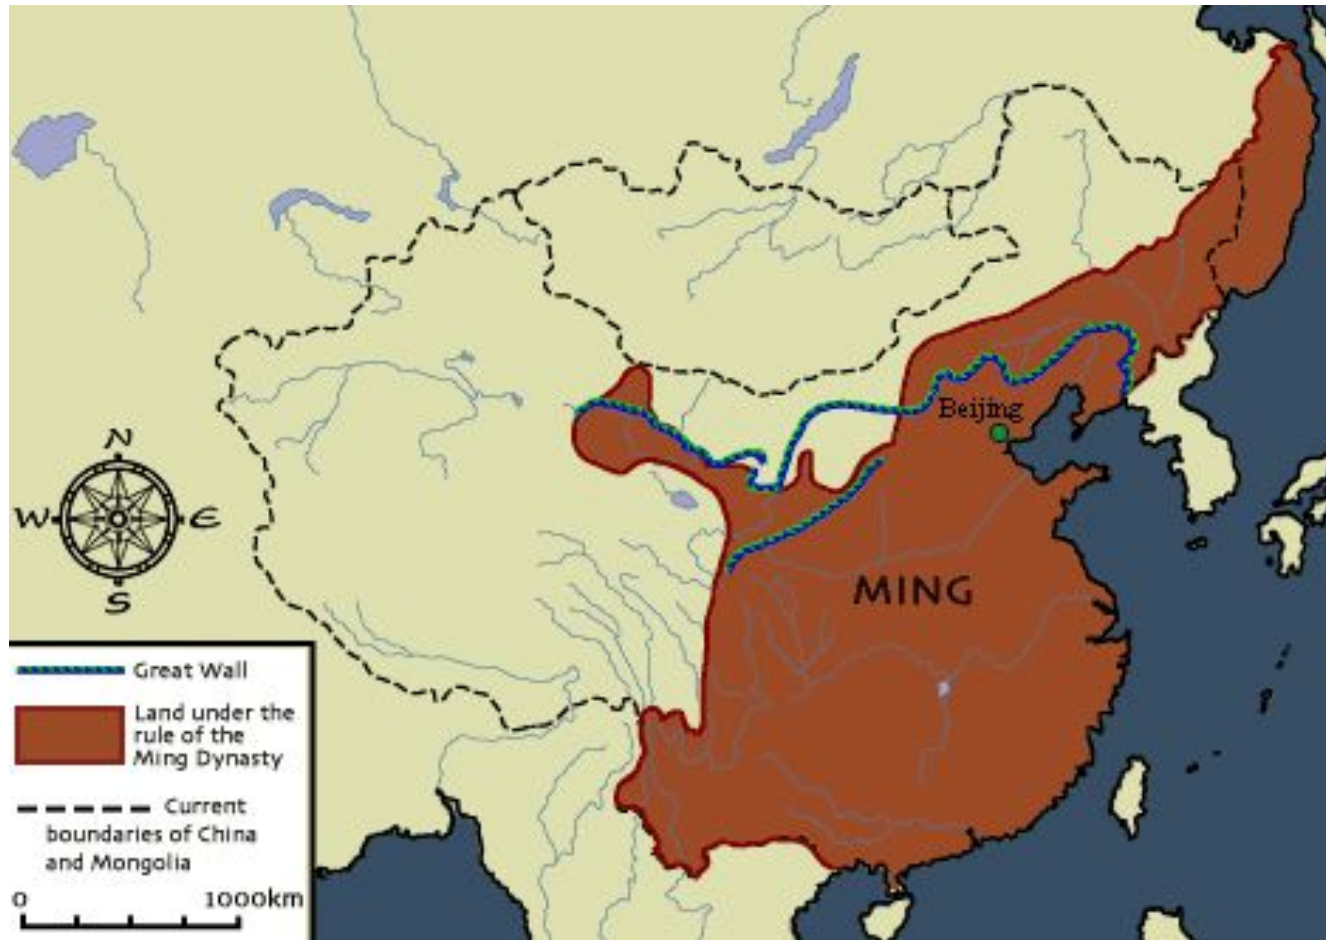 Beijing
N
W E
S
MING
Great Wall
Land under the
rule of the
Ming Dynasty
Current
boundaries of China
and Mongolia
0 1000km